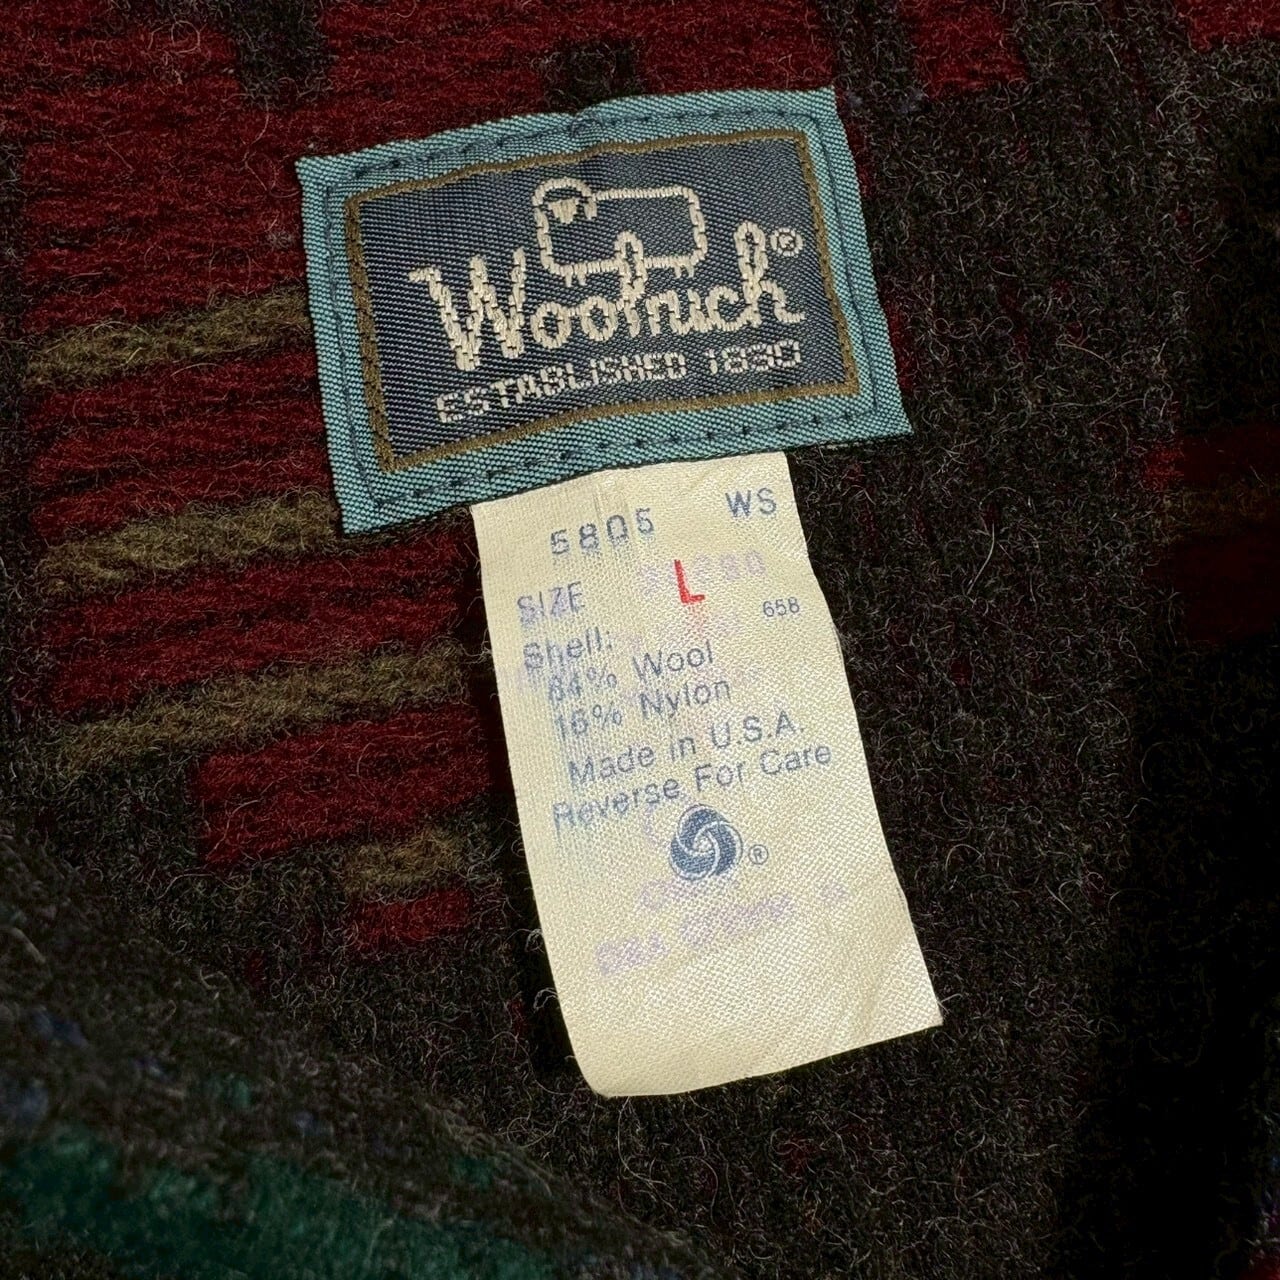 Woolrich®
ESTABLISHED 1830
5805 WS
SIZE L
658
Shell:
84% Wool
16% Nylon
Made in U.S.A.
Reverse For Care
®